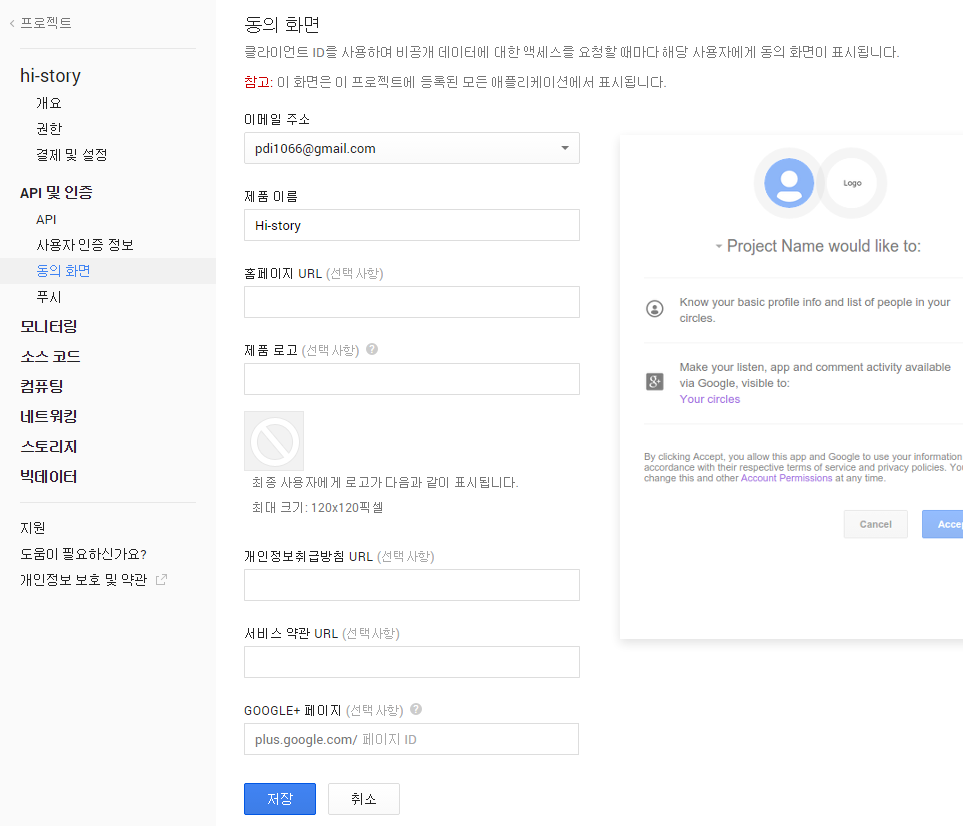 프로젝트
hi-story
개요
권한
결제 및 설정
API 및 인증
API
사용자 인증 정보
동의 화면
푸시
모니터링
소스 코드
컴퓨팅
네트워킹
스토리지
빅데이터
지원
도움이 필요하신가요?
개인정보 보호 및 약관
동의 화면
클라이언트 ID를 사용하여 비공개 데이터에 대한 액세스를 요청할 때마다 해당 사용자에게 동의 화면이 표시됩니다.
참고: 이 화면은 이 프로젝트에 등록된 모든 애플리케이션에서 표시됩니다.
이메일 주소
pdi1066@gmail.com
제품 이름
Hi-story
홈페이지 URL (선택사항)
제품 로고 (선택사항) ?
최종 사용자에게 로고가 다음과 같이 표시됩니다.
최대 크기: 120x120픽셀
개인정보취급방침 URL (선택사항)
서비스 약관 URL (선택사항)
GOOGLE+ 페이지 (선택사항) ?
plus.google.com/ 페이지 ID
저장 취소
Logo
Project Name would like to:
Know your basic profile info and list of people in your
circles.
g+
Make your listen, app and comment activity available
via Google, visible to:
Your circles
By clicking Accept, you allow this app and Google to use your information
accordance with their respective terms of service and privacy policies. You
change this and other Account Permissions at any time.
Cancel Accep